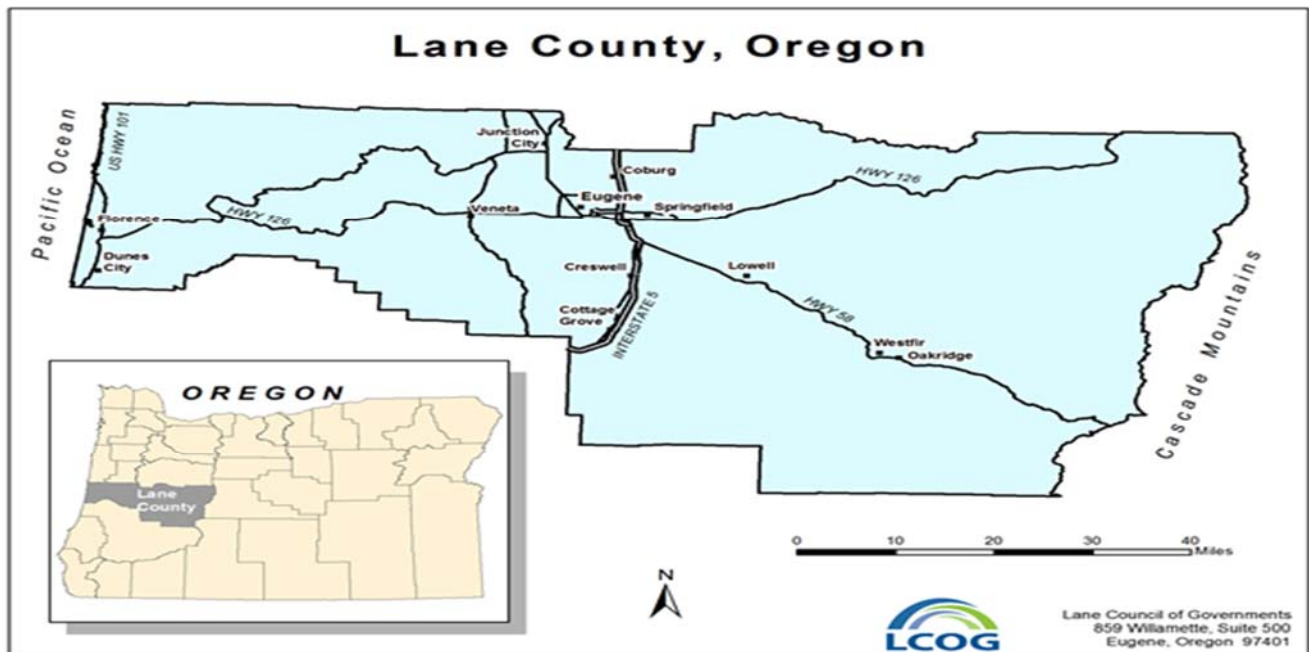 Lane County, Oregon
Pacific Ocean
US HWY 101
Junction
City
Coburg
HWY 126
Eugene
Springfield
Veneta
HWY 126
Florence
Dunes
City
Creswell
Lowell
Cottage
Grove
INTERSTATE 5
HWY 58
Westfir
Oakridge
Cascade Mountains
OREGON
Lane
County
0 10 20 30 40
Miles
N
LCOG
Lane Council of Governments
859 Willamette, Suite 500
Eugene, Oregon 97401